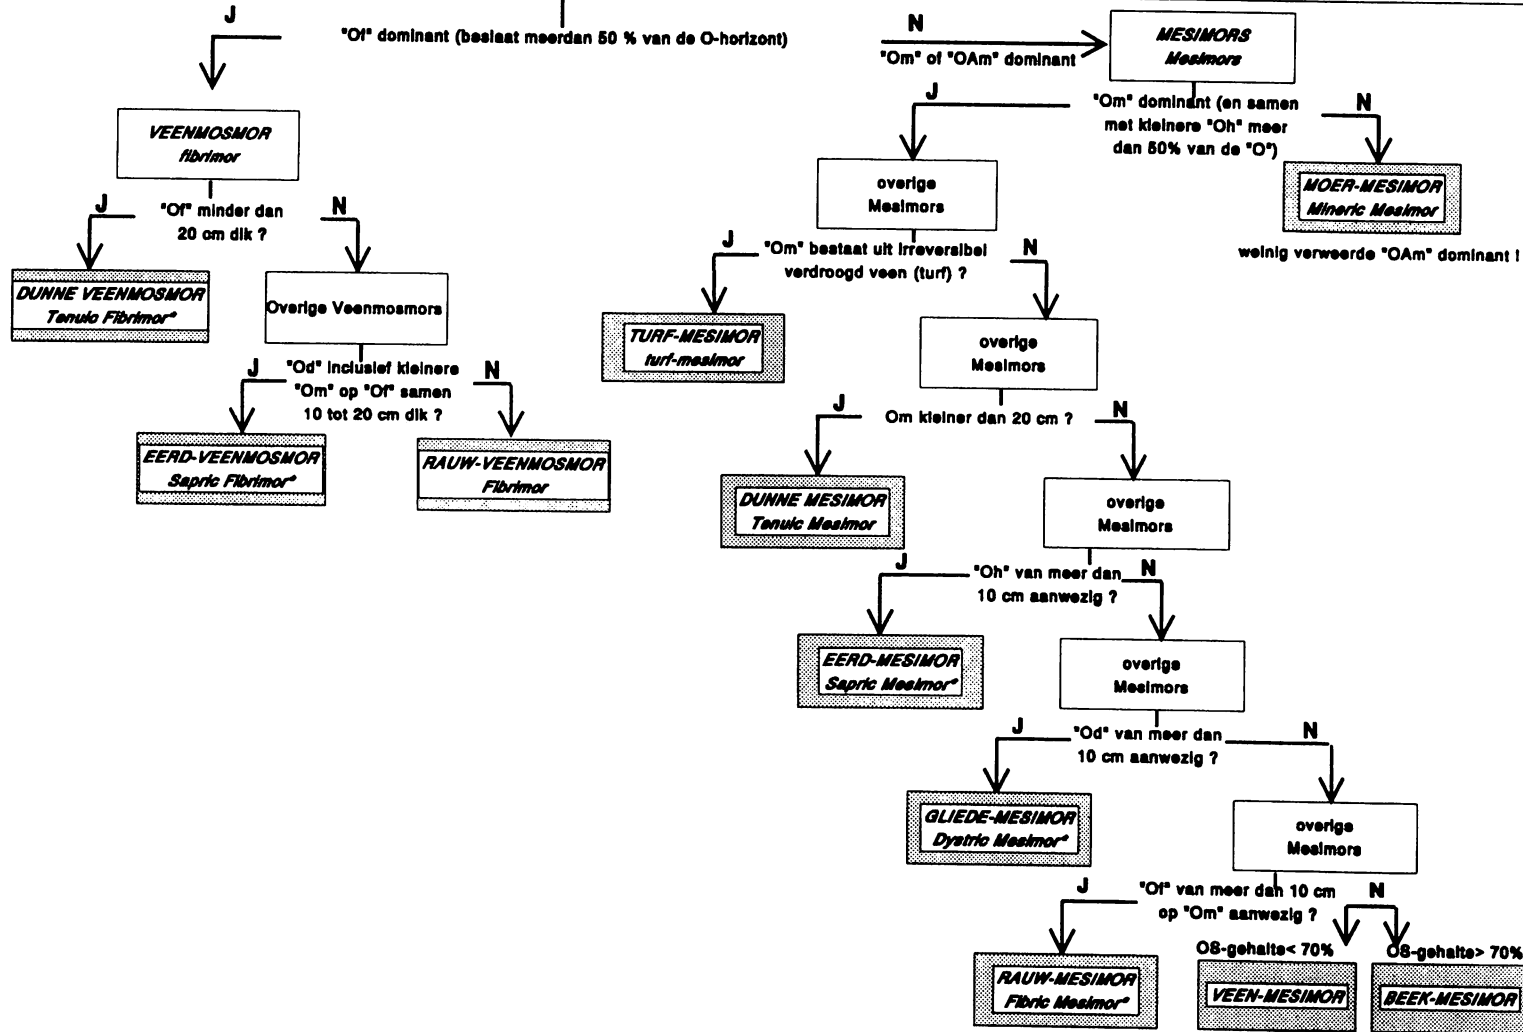 J
"Of" dominant (beslaat meerdan 50 % van de O-horizont)
N
"Om" of "OAm" dominant
MESIMORS
Mesimors
J
"Om" dominant (en samen
met kleinere "Oh" meer
dan 50% van de "O")
N
VEENMOSMOR
fibrimor
overige
Mesimors
MOER-MESIMOR
Mineric Mesimor
weinig verweerde "OAm" dominant !
J
"Of" minder dan
20 cm dik ?
N
J
"Om" bestaat uit irreversibel
verdroogd veen (turf) ?
N
DUNNE VEENMOSMOR
Tenuic Fibrimor*
Overige Veenmosmors
TURF-MESIMOR
turf-mesimor
overige
Mesimors
J
"Od" inclusief kleinere
"Om" op "Of" samen
10 tot 20 cm dik ?
N
J
Om kleiner dan 20 cm ?
N
EERD-VEENMOSMOR
Sapric Fibrimor*
RAUW-VEENMOSMOR
Fibrimor
DUNNE MESIMOR
Tenuic Mesimor
overige
Mesimors
J
"Oh" van meer dan
10 cm aanwezig ?
N
EERD-MESIMOR
Sapric Mesimor*
overige
Mesimors
J
"Od" van meer dan
10 cm aanwezig ?
N
GLIEDE-MESIMOR
Dystric Mesimor*
overige
Mesimors
J
"Of" van meer dan 10 cm
op "Om" aanwezig ?
N
OS-gehalte< 70%
OS-gehalte> 70%
RAUW-MESIMOR
Fibric Mesimor*
VEEN-MESIMOR
BEEK-MESIMOR